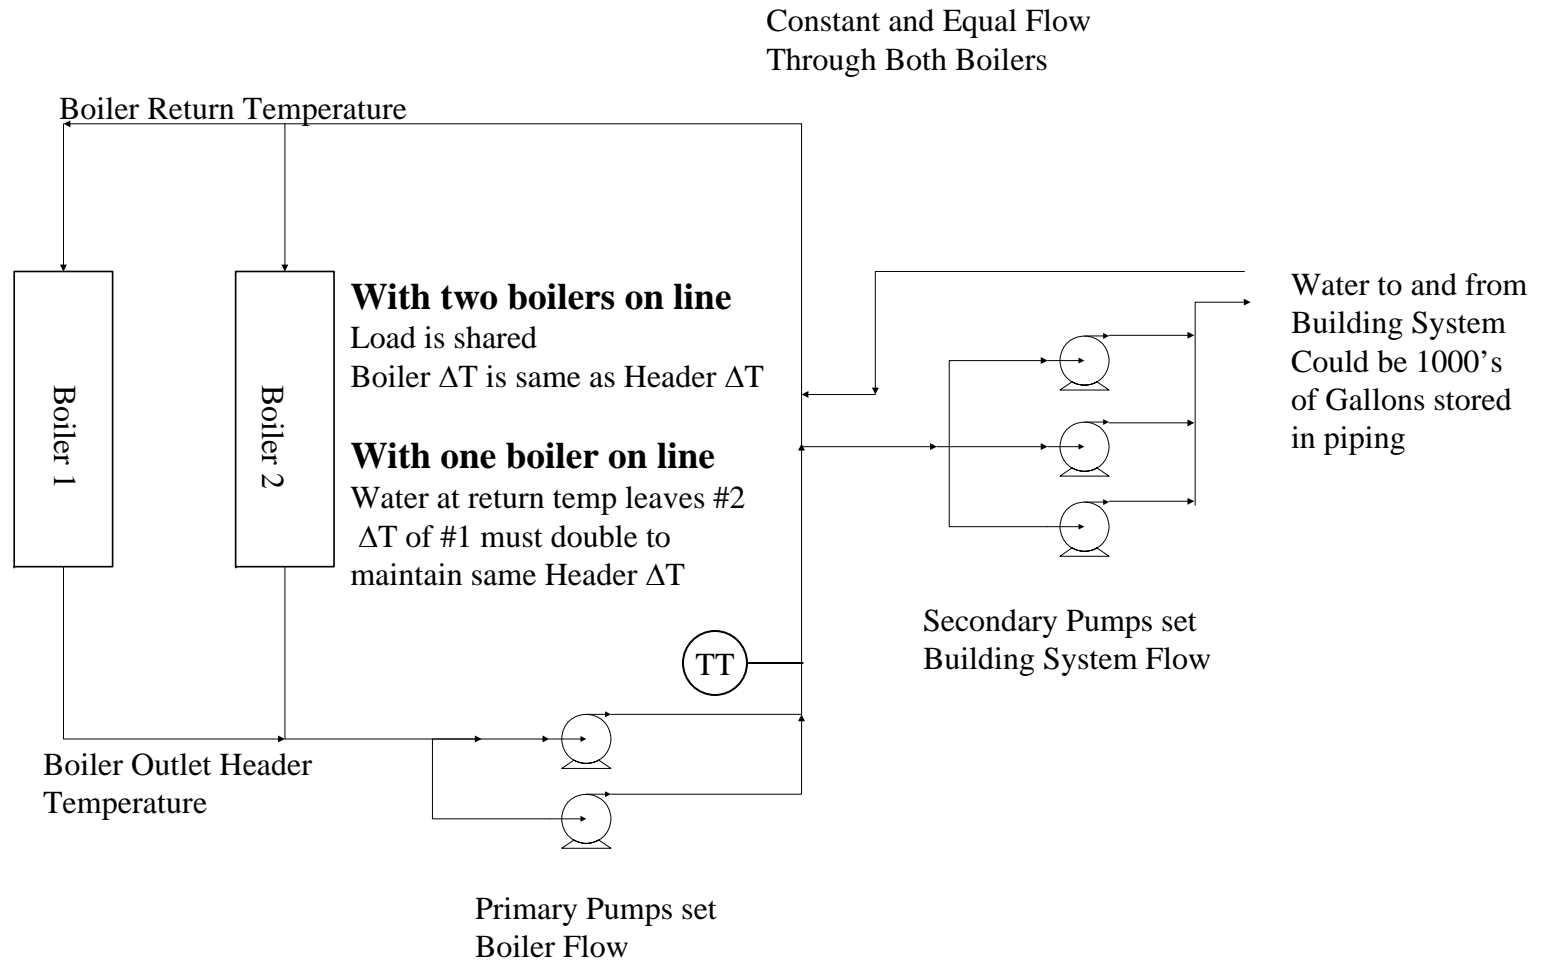 Constant and Equal Flow
Through Both Boilers
Boiler Return Temperature
With two boilers on line
Load is shared
Boiler ΔT is same as Header ΔT
With one boiler on line
Water at return temp leaves #2
ΔT of #1 must double to
maintain same Header ΔT
Boiler 1
Boiler 2
Water to and from
Building System
Could be 1000’s
of Gallons stored
in piping
Secondary Pumps set
Building System Flow
TT
Boiler Outlet Header
Temperature
Primary Pumps set
Boiler Flow